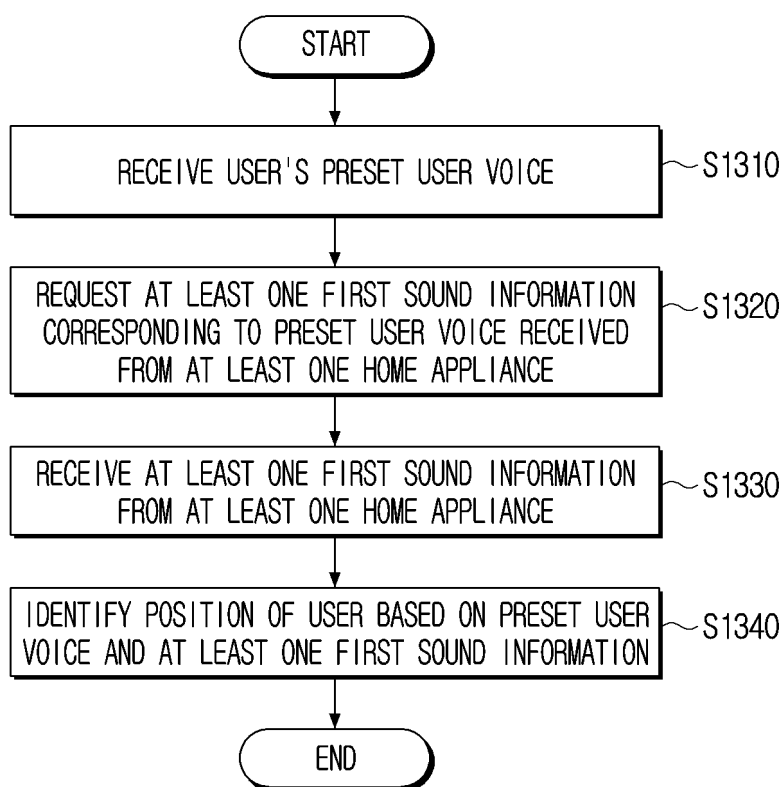 START
RECEIVE USER'S PRESET USER VOICE
S1310
REQUEST AT LEAST ONE FIRST SOUND INFORMATION
CORRESPONDING TO PRESET USER VOICE RECEIVED
FROM AT LEAST ONE HOME APPLIANCE
S1320
RECEIVE AT LEAST ONE FIRST SOUND INFORMATION
FROM AT LEAST ONE HOME APPLIANCE
S1330
IDENTIFY POSITION OF USER BASED ON PRESET USER
VOICE AND AT LEAST ONE FIRST SOUND INFORMATION
S1340
END